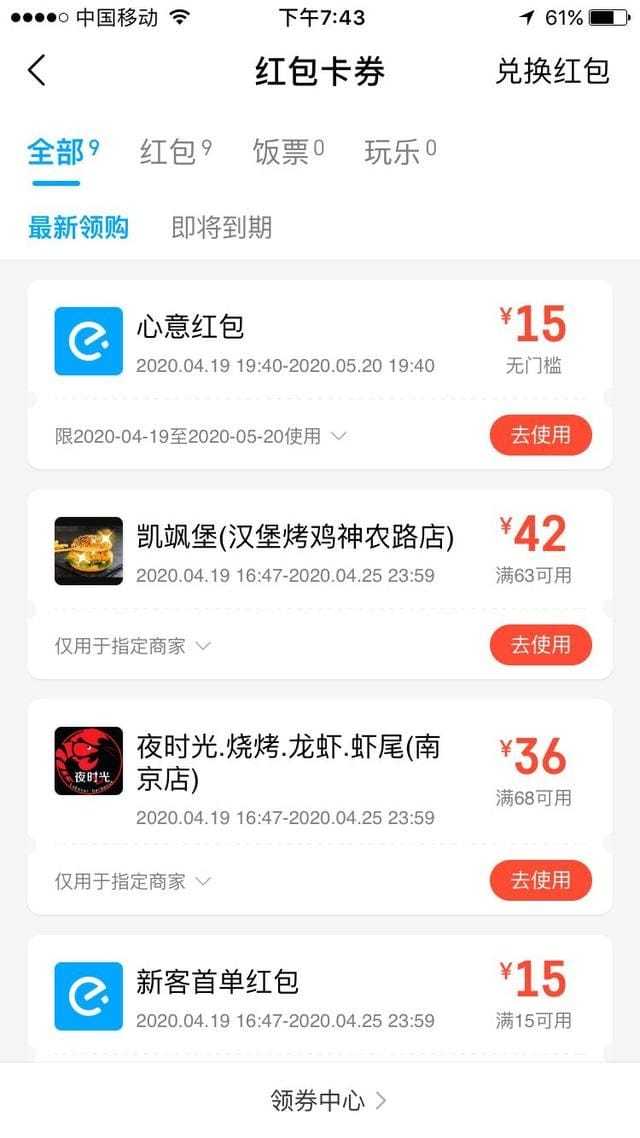 中国移动 下午7:43 61%
红包卡券 兑换红包
全部9 红包9 饭票0 玩乐0
最新领购 即将到期
心意红包 ¥15
2020.04.19 19:40-2020.05.20 19:40 无门槛
限2020-04-19至2020-05-20使用 去使用
凯飒堡(汉堡烤鸡神农路店) ¥42
2020.04.19 16:47-2020.04.25 23:59 满63可用
仅用于指定商家 去使用
夜时光
夜时光.烧烤.龙虾.虾尾(南
京店) ¥36
2020.04.19 16:47-2020.04.25 23:59 满68可用
仅用于指定商家 去使用
新客首单红包 ¥15
2020.04.19 16:47-2020.04.25 23:59 满15可用
领券中心